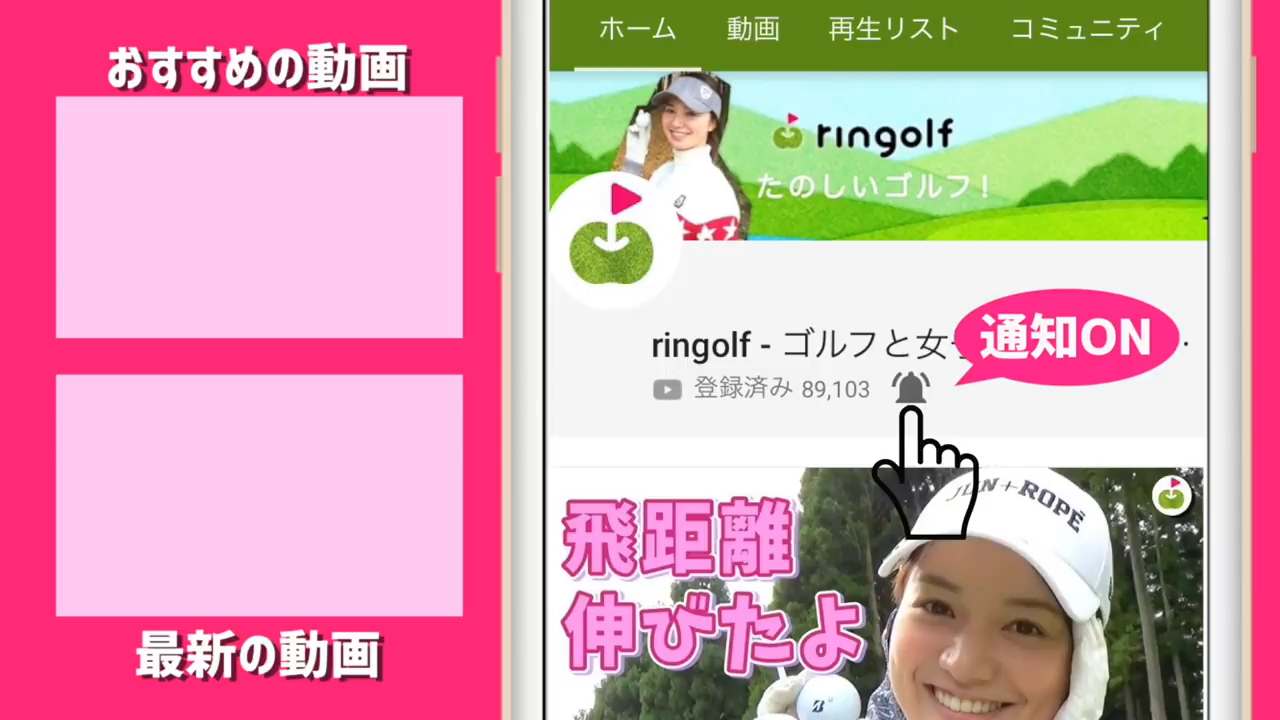 おすすめの動画
最新の動画
ホーム 動画 再生リスト コミュニティ
ringolf
たのしいゴルフ！
ringolf - ゴルフと女
通知ON
登録済み 89,103
飛距離
伸びたよ
JUN+ROPÉ
B